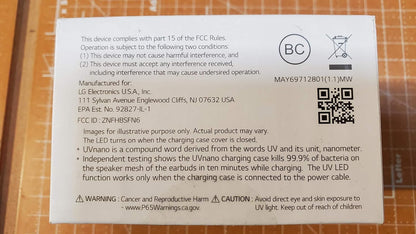 This device complies with part 15 of the FCC Rules.
Operation is subject to the following two conditions.
(1) This device may not cause harmful interference, and
(2) This device must accept any interference received,
including interference that may cause undersired operation.
BC
MAY69712801(1.1)MW
Manufactured for:
LG Electronics U.S.A., Inc.
111 Sylvan Avenue Englewood Cliffs, NJ 07632 USA
EPA Est. No. 92827-IL-1
FCC ID : ZNFHBSFN6
Images for illustrative purpose only. Actual product may vary.
The LED turns on when the charging case cover is closed.
• UVnano is a compound word derived from the words UV and its unit, nanometer.
• Independent testing shows the UVnano charging case kills 99.9% of bacteria on
the speaker mesh of the earbuds in ten minutes while charging. The UV LED
function works only when the charging case is connected to the power cable.
⚠ WARNING : Cancer and Reproductive Harm
- www.P65Warnings.ca.gov.
⚠ CAUTION : Avoid direct eye and skin exposure to
UV light. Keep out of reach of children